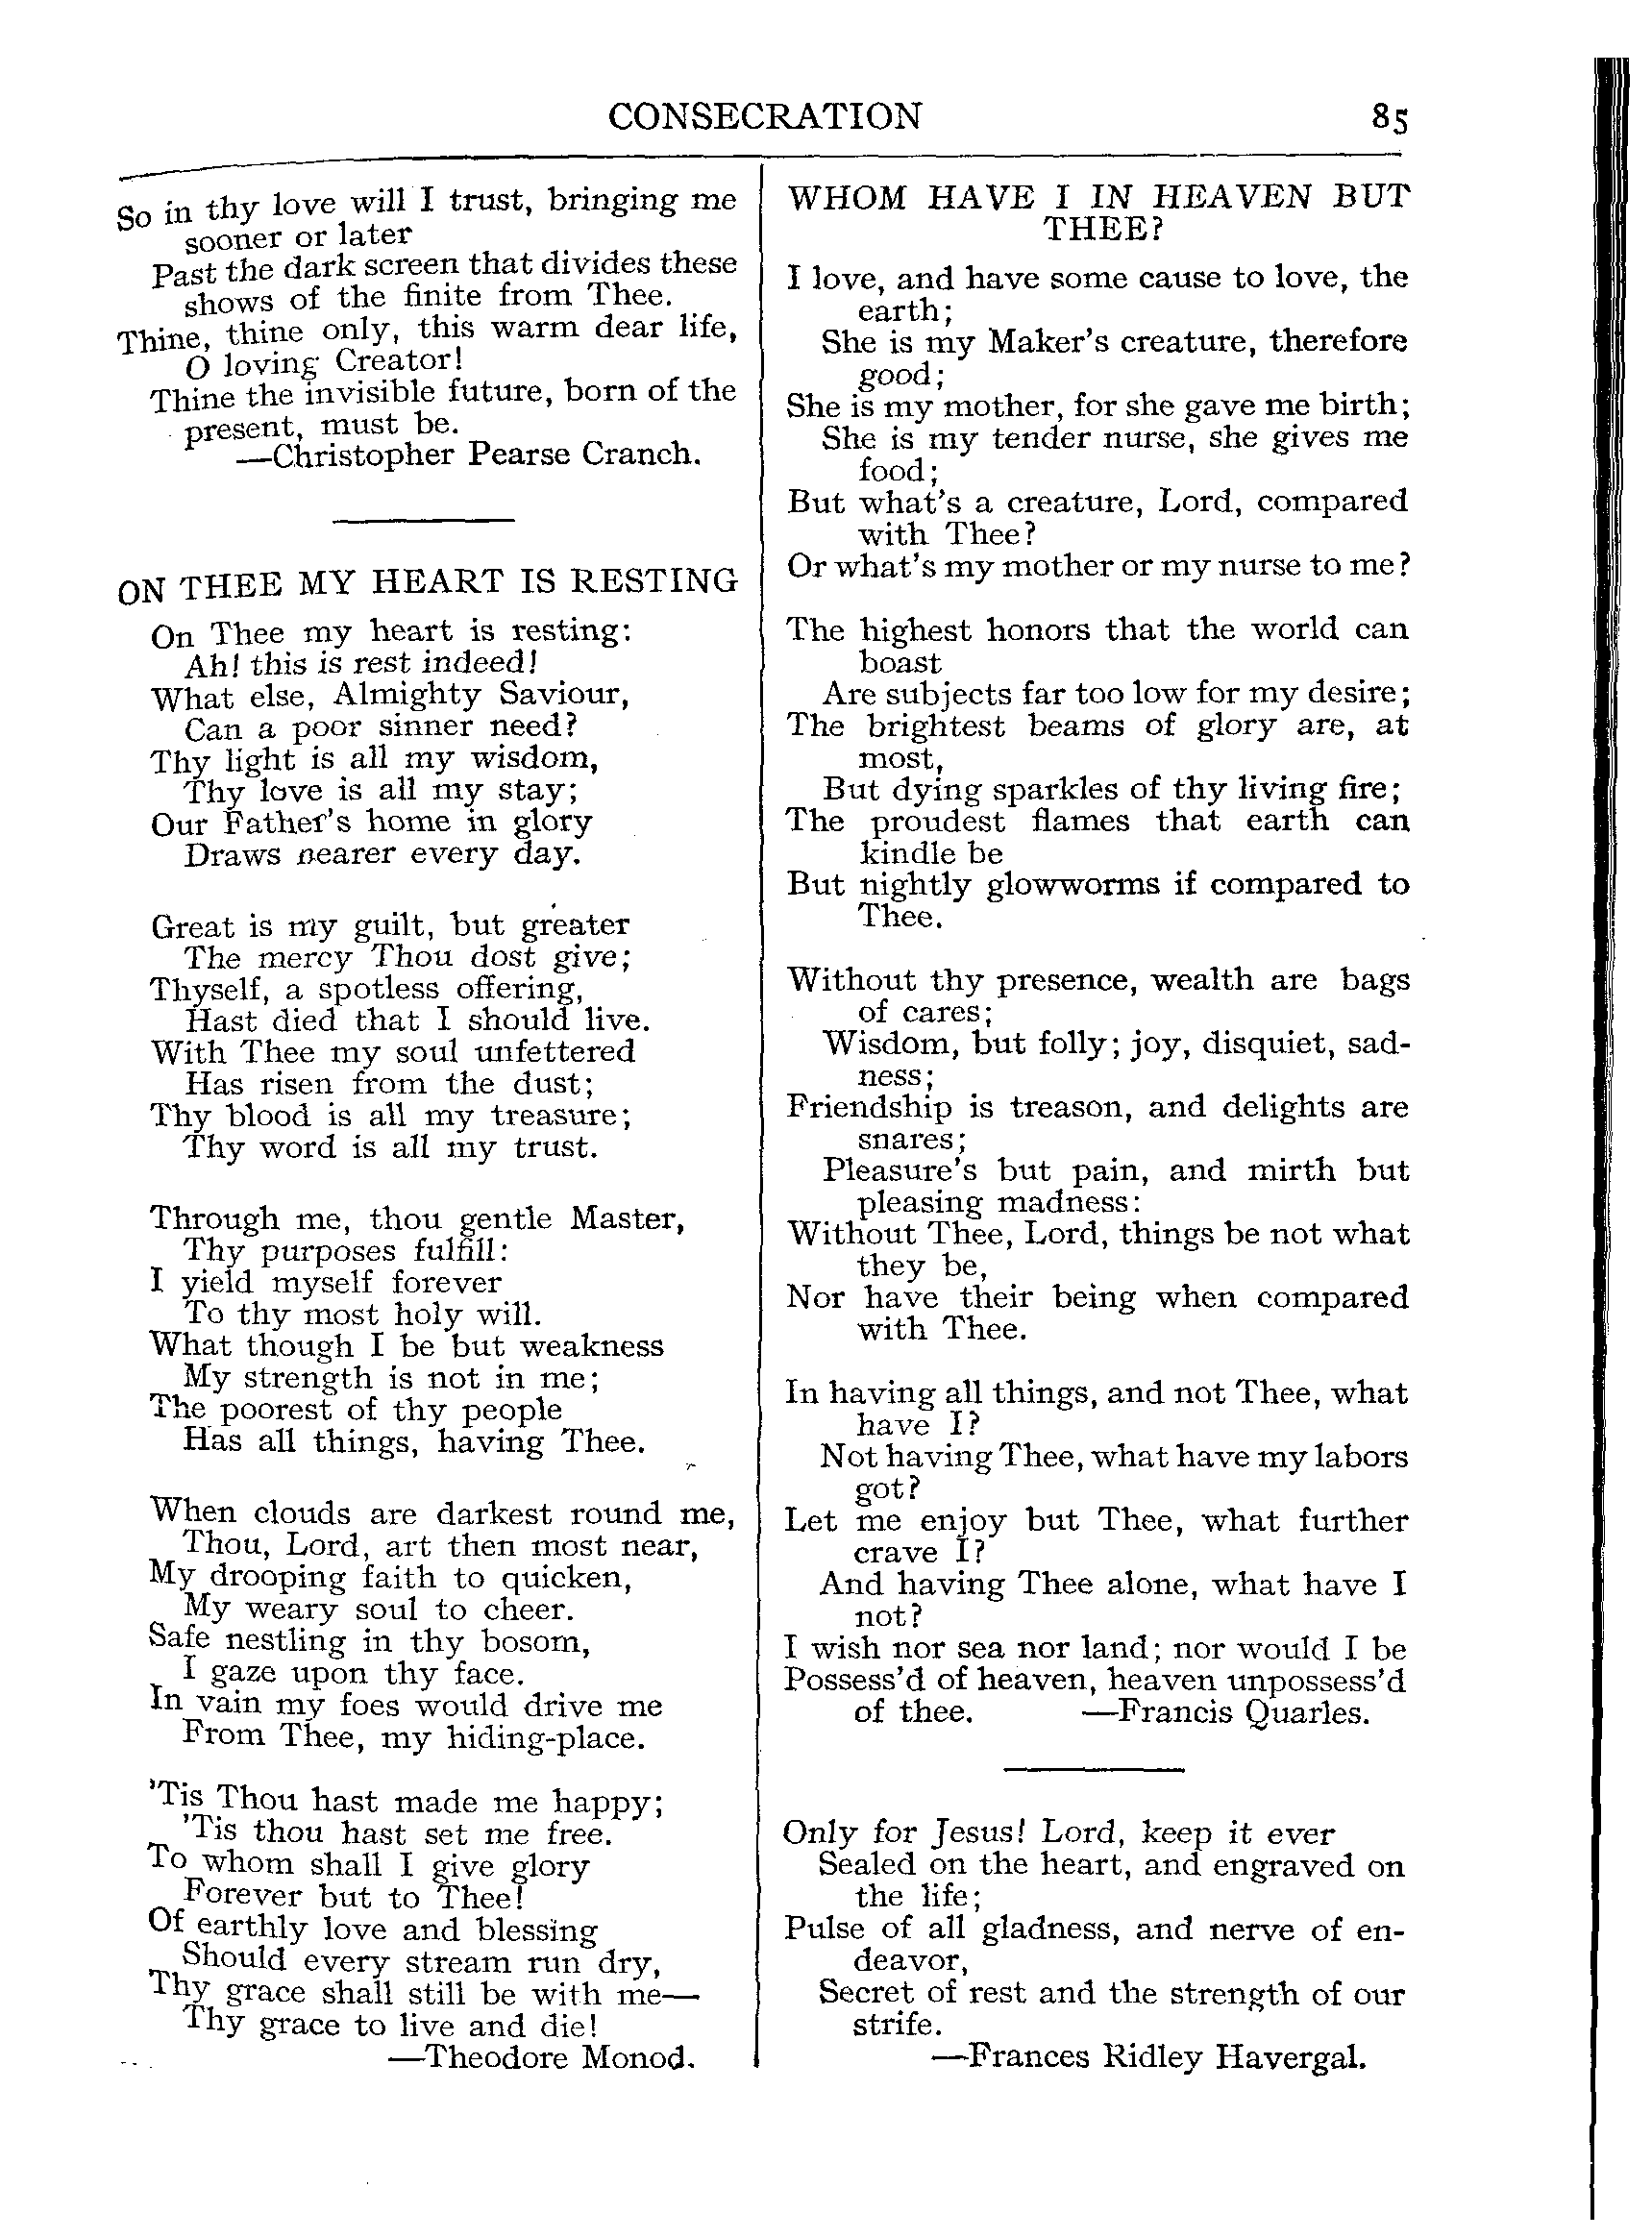 CONSECRATION 85
So in thy love will I trust, bringing me
sooner or later
Past the dark screen that divides these
shows of the finite from Thee.
Thine, thine only, this warm dear life,
O loving Creator!
Thine the invisible future, born of the
present, must be.
—Christopher Pearse Cranch.
ON THEE MY HEART IS RESTING
On Thee my heart is resting:
Ah! this is rest indeed!
What else, Almighty Saviour,
Can a poor sinner need?
Thy light is all my wisdom,
Thy love is all my stay;
Our Father's home in glory
Draws nearer every day.
Great is my guilt, but greater
The mercy Thou dost give;
Thyself, a spotless offering,
Hast died that I should live.
With Thee my soul unfettered
Has risen from the dust;
Thy blood is all my treasure;
Thy word is all my trust.
Through me, thou gentle Master,
Thy purposes fulfill:
I yield myself forever
To thy most holy will.
What though I be but weakness
My strength is not in me;
The poorest of thy people
Has all things, having Thee.
When clouds are darkest round me,
Thou, Lord, art then most near,
My drooping faith to quicken,
My weary soul to cheer.
Safe nestling in thy bosom,
I gaze upon thy face.
In vain my foes would drive me
From Thee, my hiding-place.
'Tis Thou hast made me happy;
'Tis thou hast set me free.
To whom shall I give glory
Forever but to Thee!
Of earthly love and blessing
Should every stream run dry,
Thy grace shall still be with me—
Thy grace to live and die!
—Theodore Monod.
WHOM HAVE I IN HEAVEN BUT
THEE?
I love, and have some cause to love, the
earth;
She is my Maker's creature, therefore
good;
She is my mother, for she gave me birth;
She is my tender nurse, she gives me
food;
But what's a creature, Lord, compared
with Thee?
Or what's my mother or my nurse to me?
The highest honors that the world can
boast
Are subjects far too low for my desire;
The brightest beams of glory are, at
most,
But dying sparkles of thy living fire;
The proudest flames that earth can
kindle be
But nightly glowworms if compared to
Thee.
Without thy presence, wealth are bags
of cares;
Wisdom, but folly; joy, disquiet, sad-
ness;
Friendship is treason, and delights are
snares;
Pleasure's but pain, and mirth but
pleasing madness:
Without Thee, Lord, things be not what
they be,
Nor have their being when compared
with Thee.
In having all things, and not Thee, what
have I?
Not having Thee, what have my labors
got?
Let me enjoy but Thee, what further
crave I?
And having Thee alone, what have I
not?
I wish nor sea nor land; nor would I be
Possess'd of heaven, heaven unpossess'd
of thee. —Francis Quarles.
Only for Jesus! Lord, keep it ever
Sealed on the heart, and engraved on
the life;
Pulse of all gladness, and nerve of en-
deavor,
Secret of rest and the strength of our
strife.
—Frances Ridley Havergal.